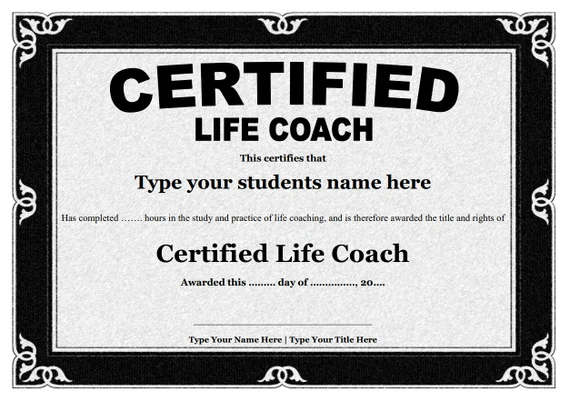 CERTIFIED
LIFE COACH
This certifies that
Type your students name here
Has completed ....... hours in the study and practice of life coaching, and is therefore awarded the title and rights of
Certified Life Coach
Awarded this ......... day of ..............., 20....
Type Your Name Here | Type Your Title Here